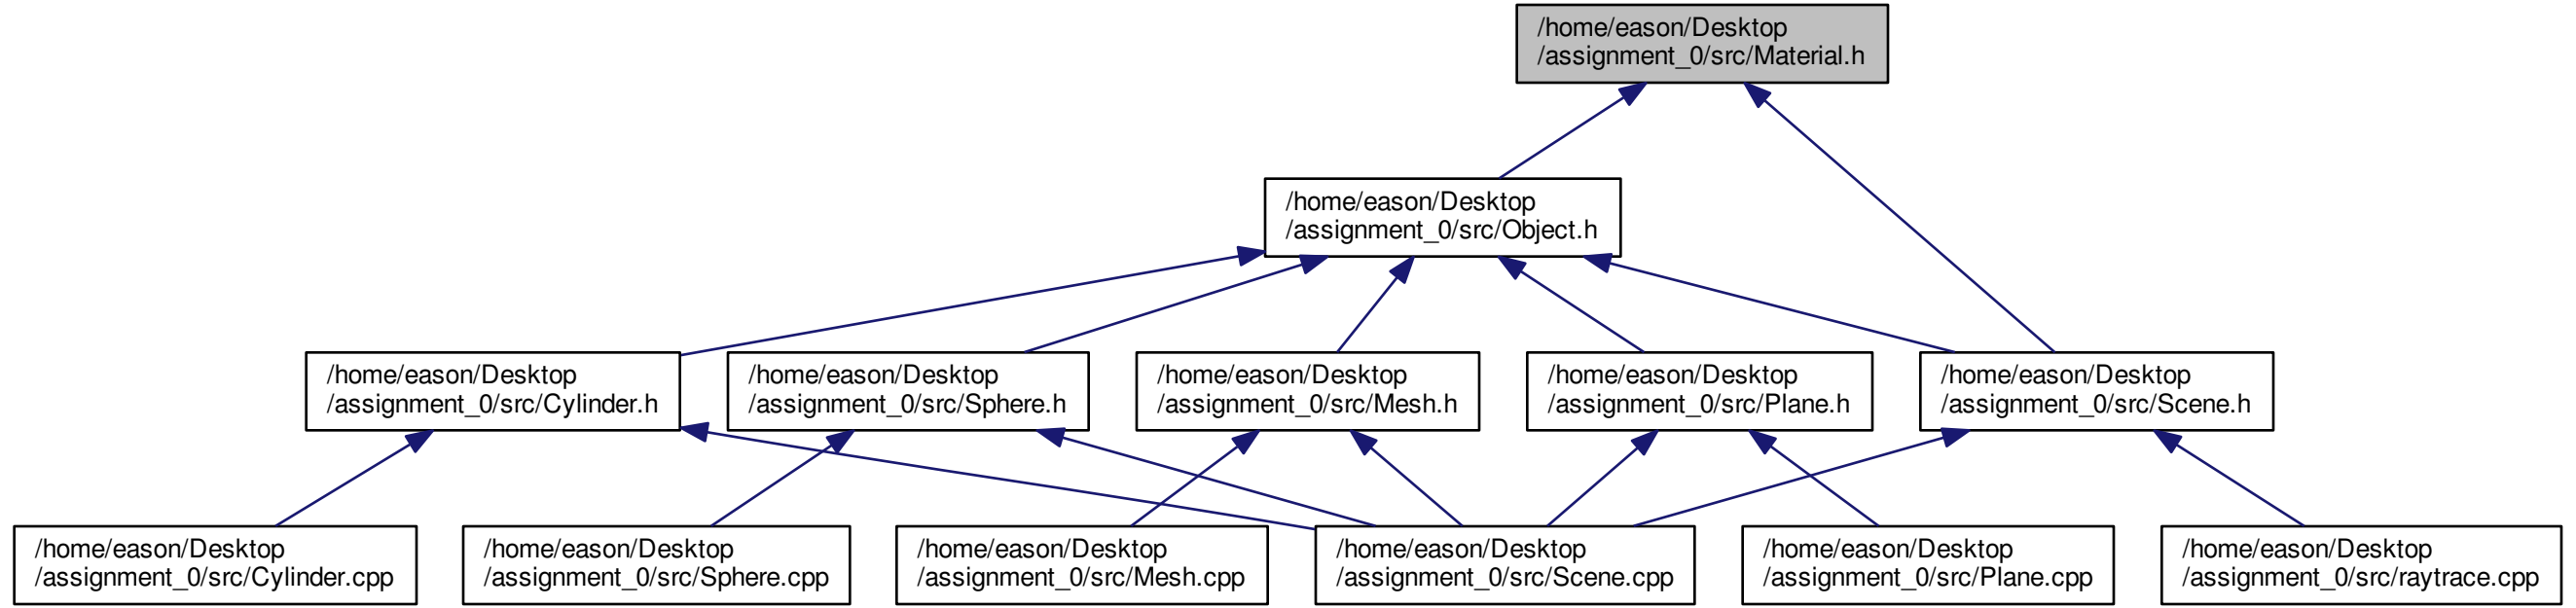 /home/eason/Desktop
/assignment_0/src/Material.h
/home/eason/Desktop
/assignment_0/src/Object.h
/home/eason/Desktop
/assignment_0/src/Cylinder.h
/home/eason/Desktop
/assignment_0/src/Sphere.h
/home/eason/Desktop
/assignment_0/src/Mesh.h
/home/eason/Desktop
/assignment_0/src/Plane.h
/home/eason/Desktop
/assignment_0/src/Scene.h
/home/eason/Desktop
/assignment_0/src/Cylinder.cpp
/home/eason/Desktop
/assignment_0/src/Sphere.cpp
/home/eason/Desktop
/assignment_0/src/Mesh.cpp
/home/eason/Desktop
/assignment_0/src/Scene.cpp
/home/eason/Desktop
/assignment_0/src/Plane.cpp
/home/eason/Desktop
/assignment_0/src/raytrace.cpp